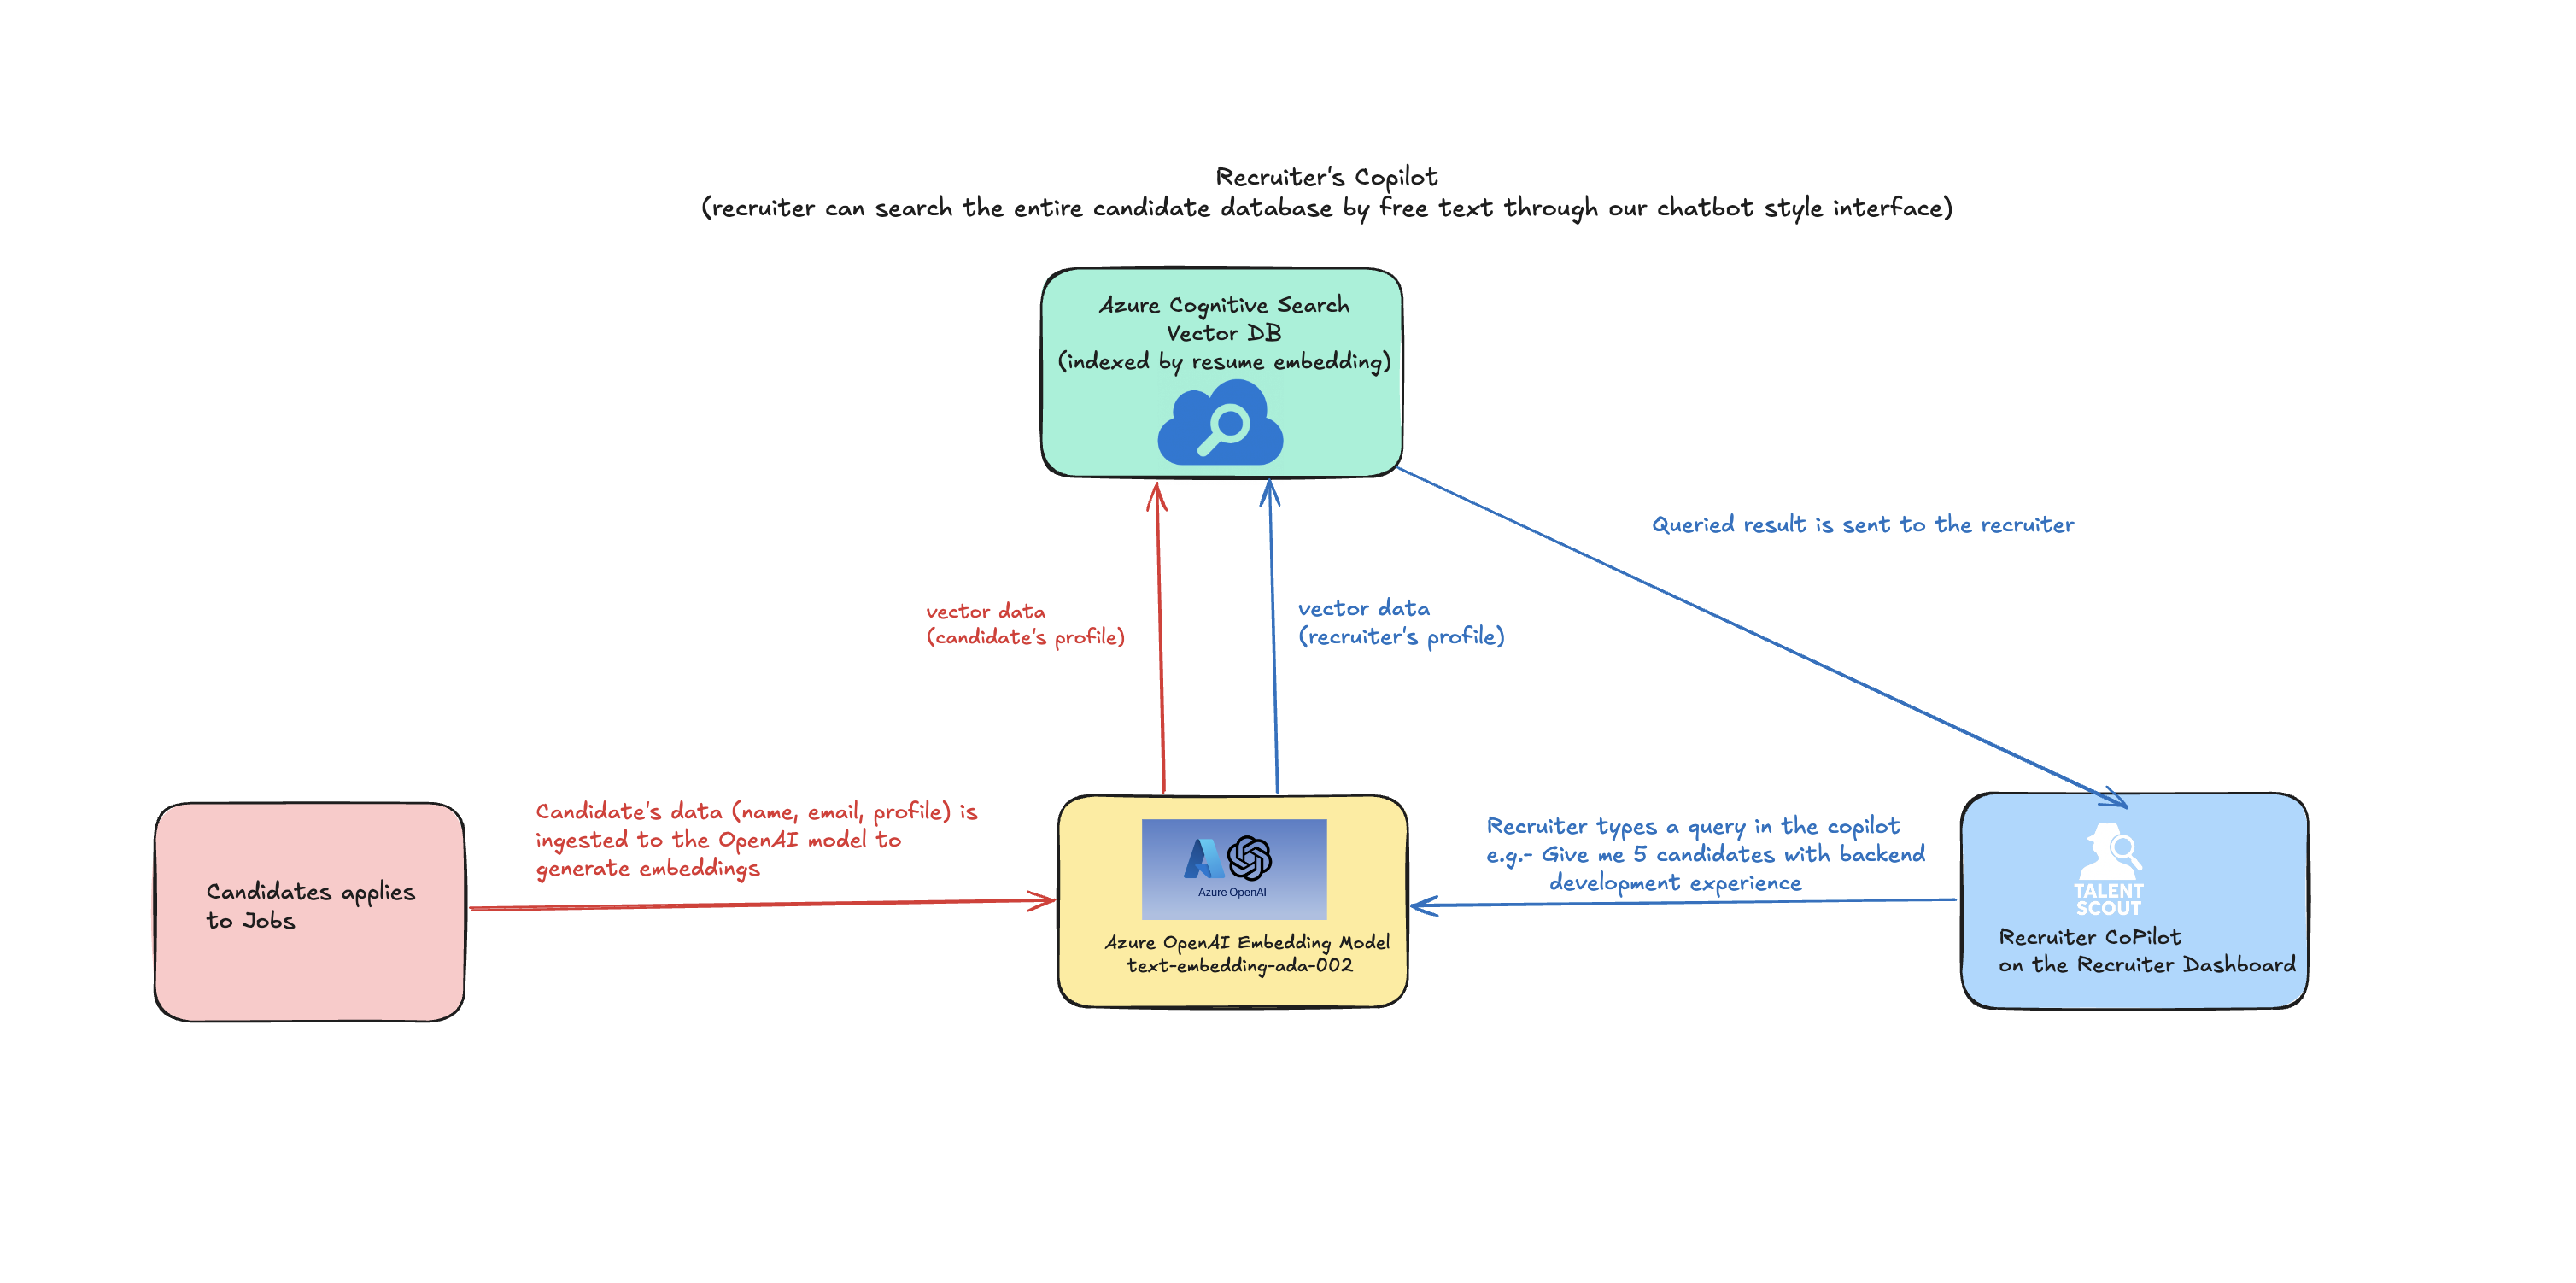 Recruiter's Copilot
(recruiter can search the entire candidate database by free text through our chatbot style interface)
Azure Cognitive Search
Vector DB
(indexed by resume embedding)
Queried result is sent to the recruiter
vector data
(candidate's profile)
vector data
(recruiter's profile)
Candidates applies
to Jobs
Candidate's data (name, email, profile) is
ingested to the OpenAI model to
generate embeddings
Azure OpenAI
Azure OpenAI Embedding Model
text-embedding-ada-002
Recruiter types a query in the copilot
e.g.- Give me 5 candidates with backend
development experience
TALENT
SCOUT
Recruiter CoPilot
on the Recruiter Dashboard